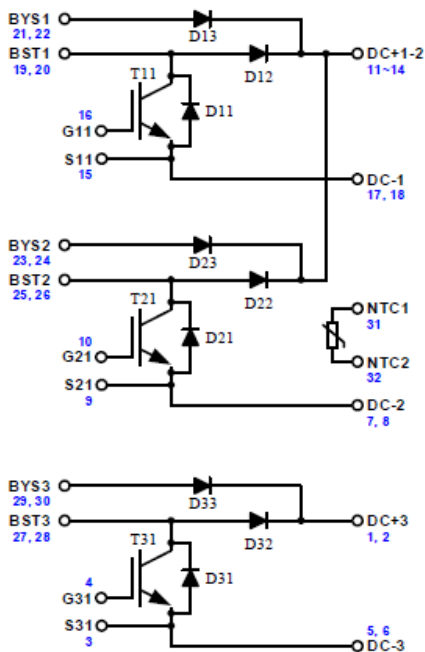 BYS1
21, 22
D13
BST1
19, 20
D12
DC+1-2
11~14
T11
D11
16
G11
S11
15
DC-1
17, 18
BYS2
23, 24
D23
BST2
25, 26
D22
T21
D21
10
G21
S21
9
NTC1
31
NTC2
32
DC-2
7, 8
BYS3
29, 30
D33
BST3
27, 28
D32
DC+3
1, 2
T31
D31
4
G31
S31
3
5, 6
DC-3